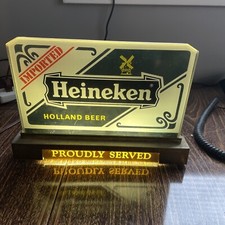 IMPORTED
Heineken
HOLLAND BEER
PROUDLY SERVED